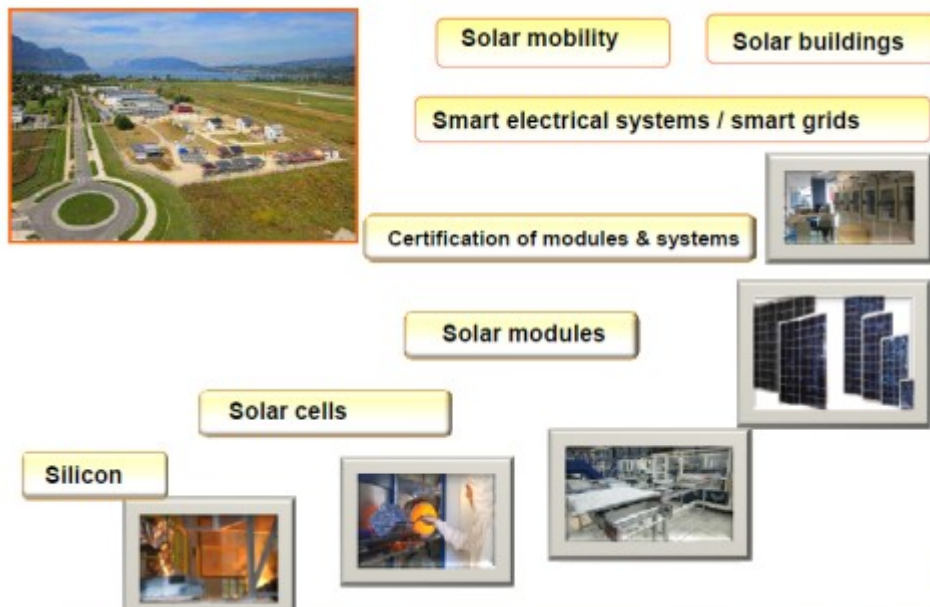 Solar mobility
Solar buildings
Smart electrical systems / smart grids
Certification of modules & systems
Solar modules
Solar cells
Silicon